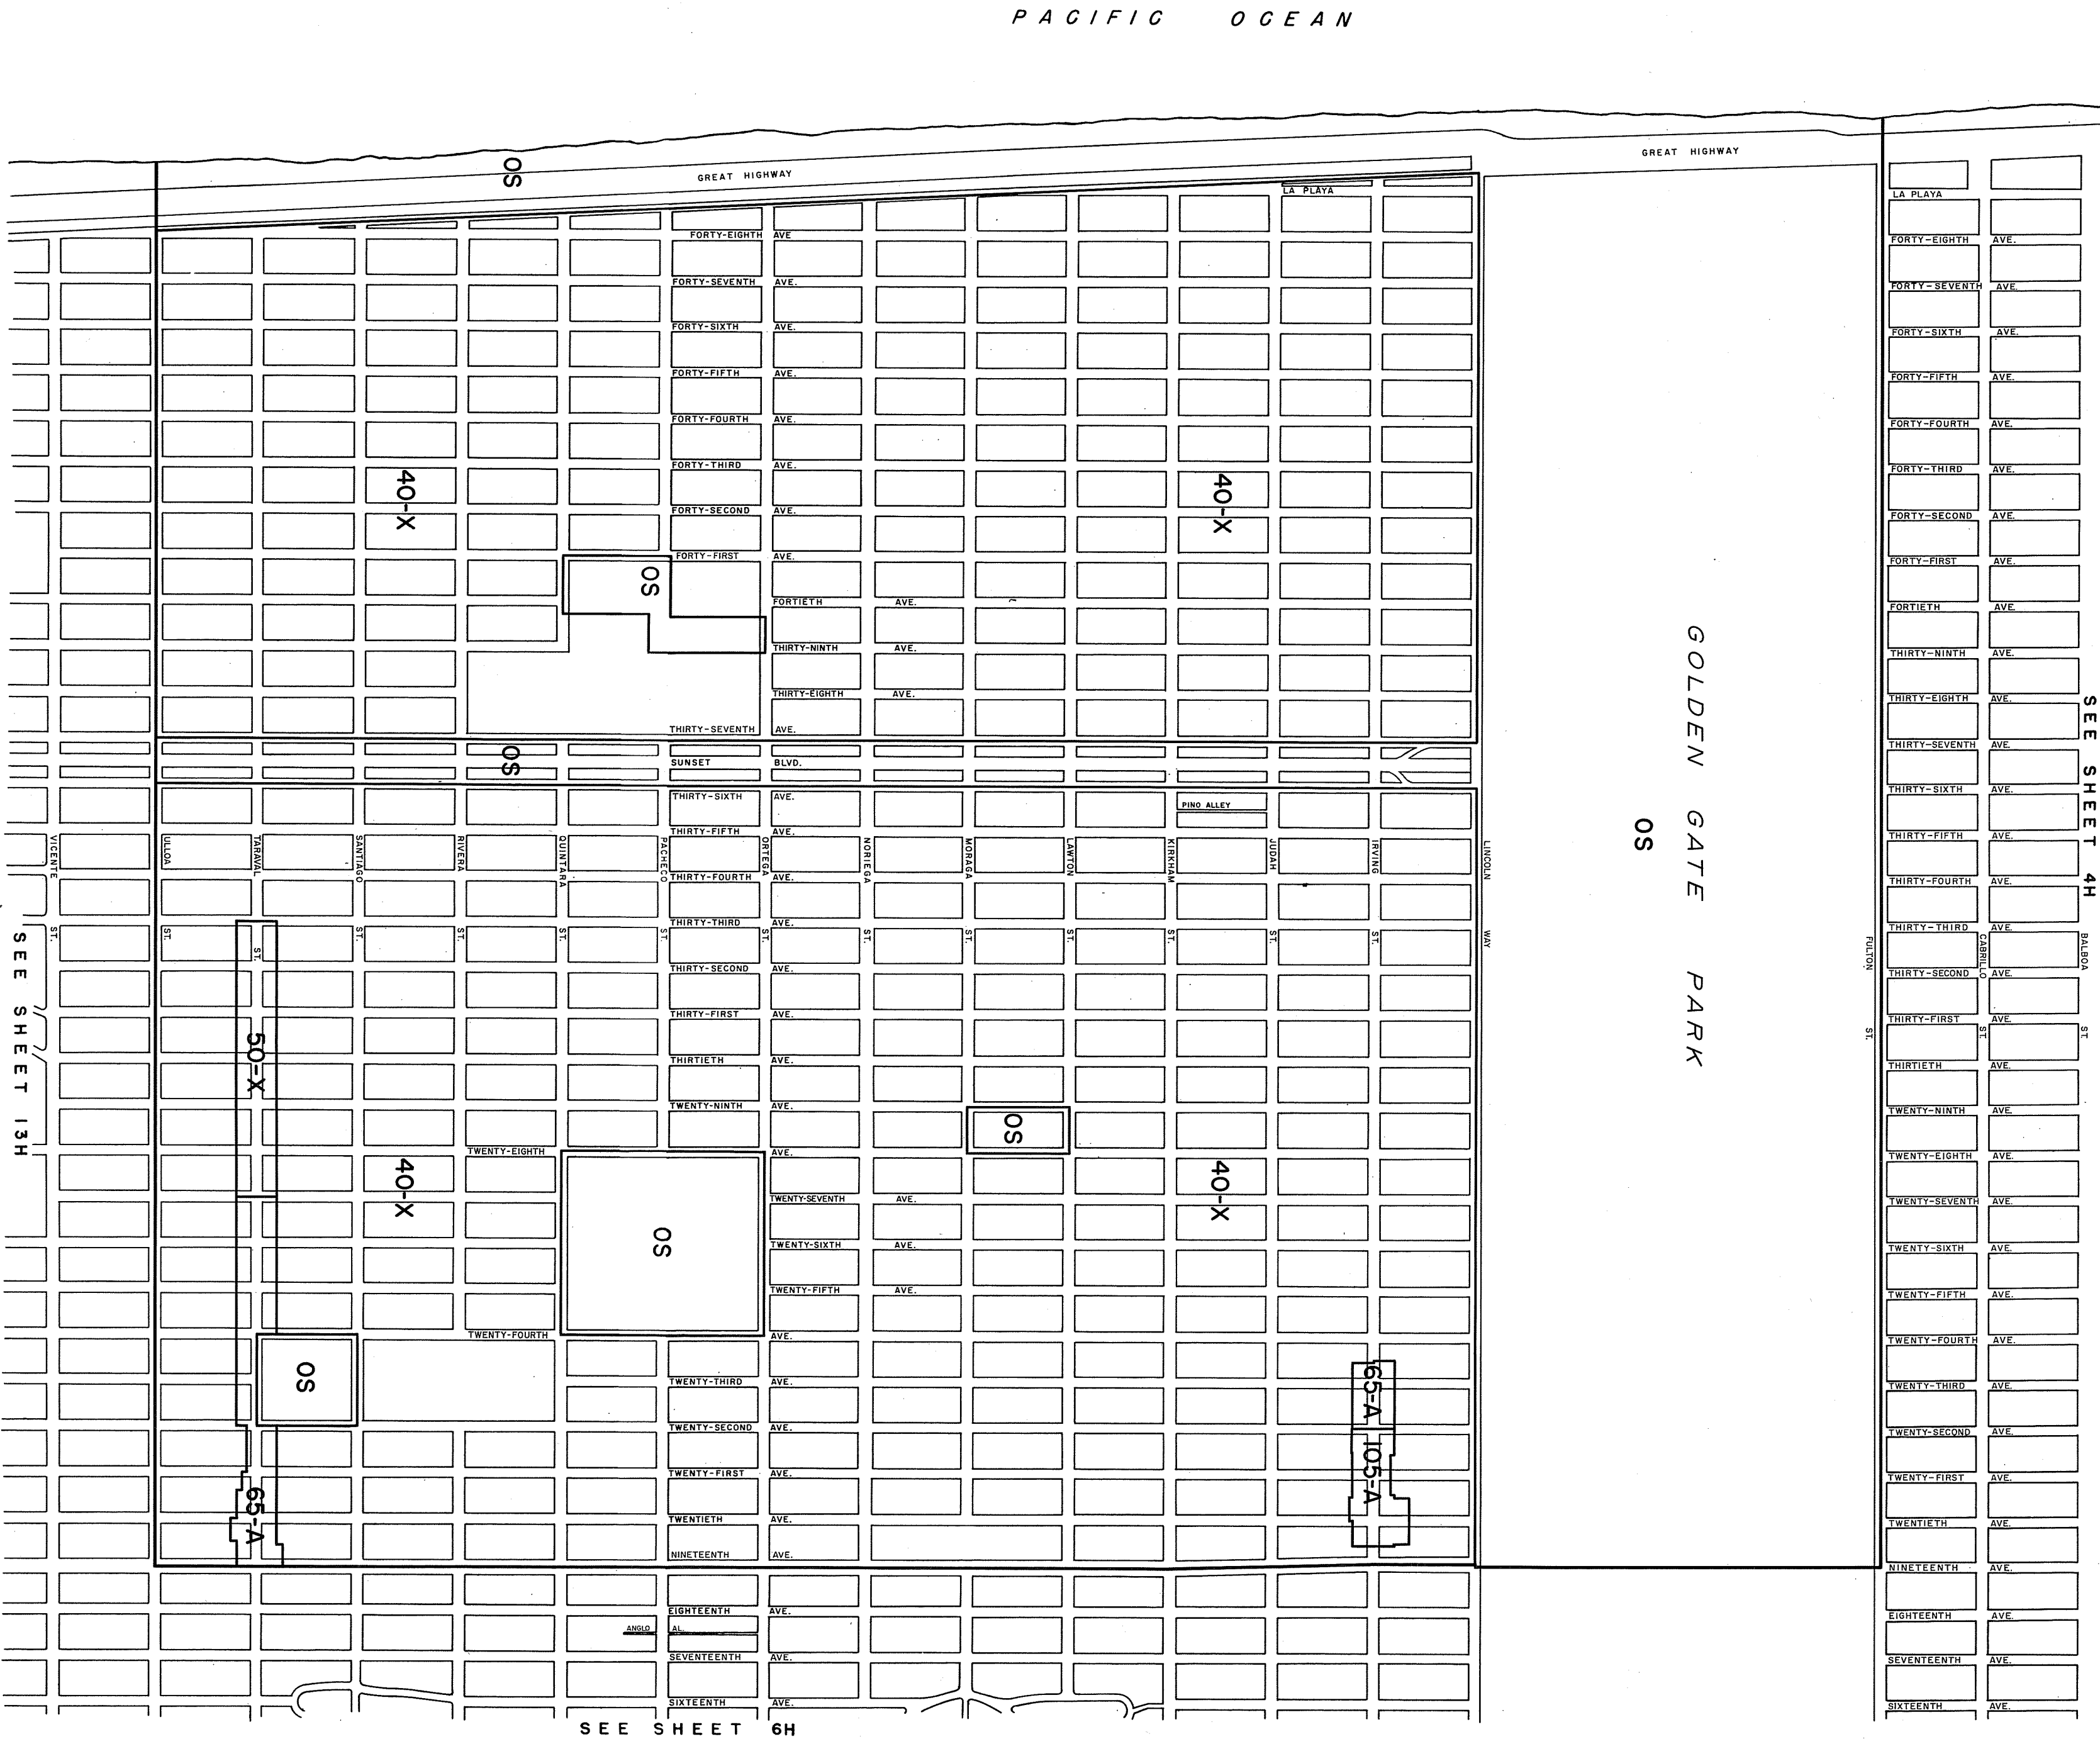 PACIFIC OCEAN
GREAT HIGHWAY
OS
GREAT HIGHWAY
LA PLAYA
LA PLAYA
FORTY-EIGHTH AVE
FORTY-EIGHTH AVE.
FORTY-SEVENTH AVE.
FORTY-SEVENTH AVE.
FORTY-SIXTH AVE.
FORTY-SIXTH AVE.
FORTY-FIFTH AVE.
FORTY-FIFTH AVE.
FORTY-FOURTH AVE.
FORTY-FOURTH AVE.
FORTY-THIRD AVE.
FORTY-THIRD AVE.
40-X
40-X
FORTY-SECOND AVE.
FORTY-SECOND AVE.
FORTY-FIRST AVE.
FORTY-FIRST AVE.
OS
FORTIETH AVE.
FORTIETH AVE.
THIRTY-NINTH AVE.
THIRTY-NINTH AVE.
THIRTY-EIGHTH AVE.
THIRTY-EIGHTH AVE.
THIRTY-SEVENTH AVE.
THIRTY-SEVENTH AVE.
OS
SUNSET BLVD.
THIRTY-SIXTH AVE.
THIRTY-SIXTH AVE.
PINO ALLEY
THIRTY-FIFTH AVE.
THIRTY-FIFTH AVE.
GOLDEN GATE PARK
OS
SEE SHEET 4H
VICENTE ST.
ULLOA ST.
TARAVAL ST.
SANTIAGO ST.
RIVERA ST.
QUINTARA ST.
PACHECO ST.
ORTEGA ST.
NORIEGA ST.
MORAGA ST.
LAWTON ST.
KIRKHAM ST.
JUDAH ST.
IRVING ST.
LINCOLN WAY
FULTON ST.
CABRILLO ST
BALBOA ST.
THIRTY-FOURTH AVE.
THIRTY-FOURTH AVE.
THIRTY-THIRD AVE.
THIRTY-THIRD AVE.
SEE SHEET 13H
THIRTY-SECOND AVE.
THIRTY-SECOND AVE.
THIRTY-FIRST AVE.
THIRTY-FIRST AVE.
50-X
THIRTIETH AVE.
THIRTIETH AVE.
TWENTY-NINTH AVE.
TWENTY-NINTH AVE.
OS
TWENTY-EIGHTH AVE.
TWENTY-EIGHTH AVE.
40-X
40-X
TWENTY-SEVENTH AVE.
TWENTY-SEVENTH AVE.
OS
TWENTY-SIXTH AVE.
TWENTY-SIXTH AVE.
TWENTY-FIFTH AVE.
TWENTY-FIFTH AVE.
TWENTY-FOURTH AVE.
TWENTY-FOURTH AVE.
OS
65-A
TWENTY-THIRD AVE.
TWENTY-THIRD AVE.
TWENTY-SECOND AVE.
TWENTY-SECOND AVE.
105-A
TWENTY-FIRST AVE.
TWENTY-FIRST AVE.
65-A
TWENTIETH AVE.
TWENTIETH AVE.
NINETEENTH AVE.
NINETEENTH AVE.
EIGHTEENTH AVE.
EIGHTEENTH AVE.
ANGLO AL.
SEVENTEENTH AVE.
SEVENTEENTH AVE.
SIXTEENTH AVE.
SIXTEENTH AVE.
SEE SHEET 6H